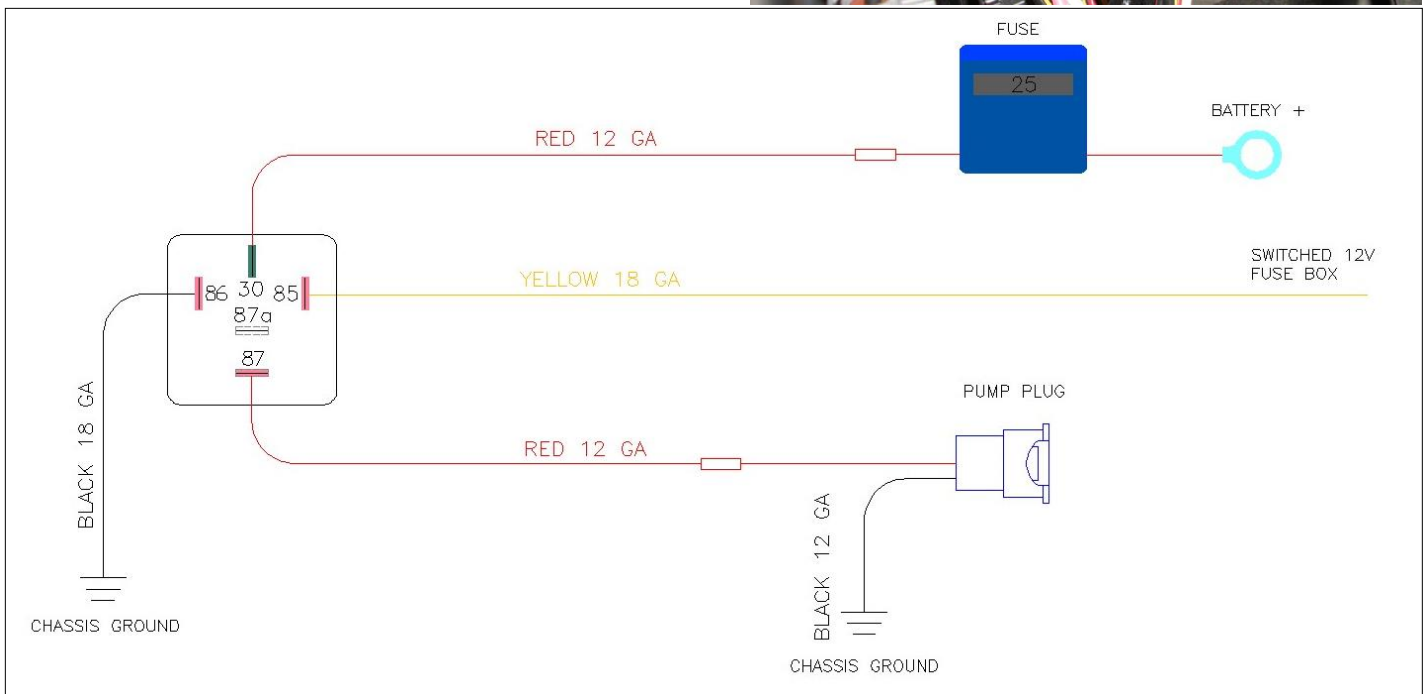 FUSE
25
BATTERY +
RED 12 GA
SWITCHED 12V
FUSE BOX
YELLOW 18 GA
86 30 85
87a
87
PUMP PLUG
BLACK 18 GA
RED 12 GA
BLACK 12 GA
CHASSIS GROUND
CHASSIS GROUND